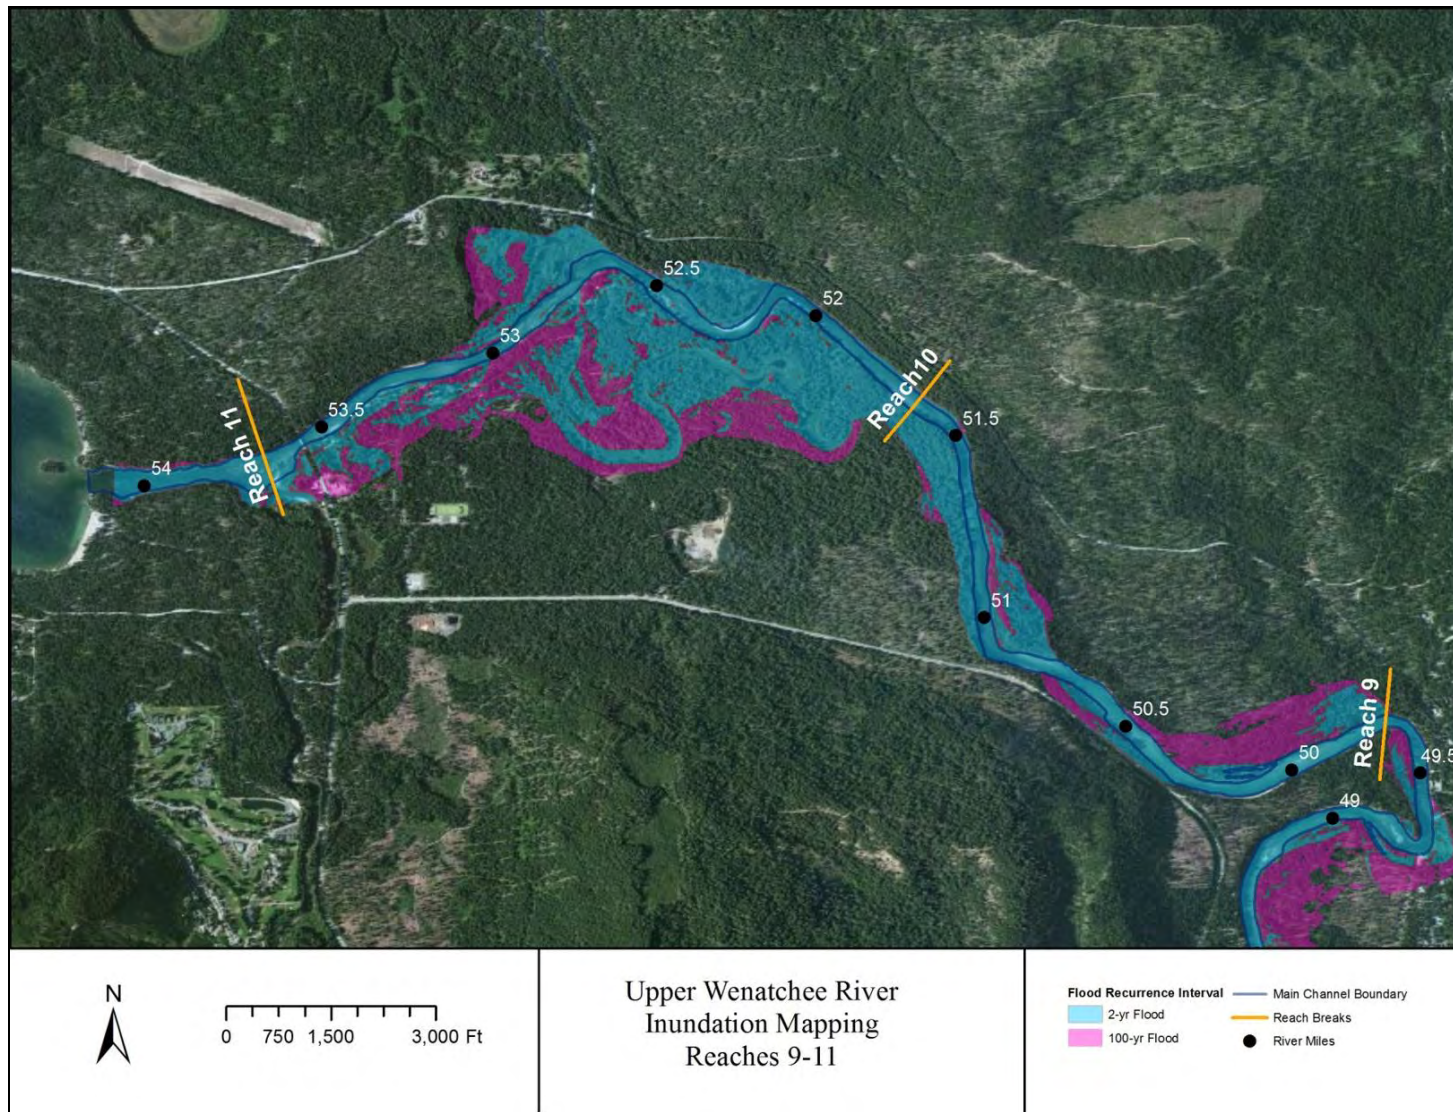 52.5
52
53
Reach10
51.5
53.5
Reach 11
54
51
50.5
Reach 9
50
49.5
49
N
0 750 1,500 3,000 Ft
Upper Wenatchee River
Inundation Mapping
Reaches 9-11
Flood Recurrence Interval
2-yr Flood
100-yr Flood
Main Channel Boundary
Reach Breaks
River Miles